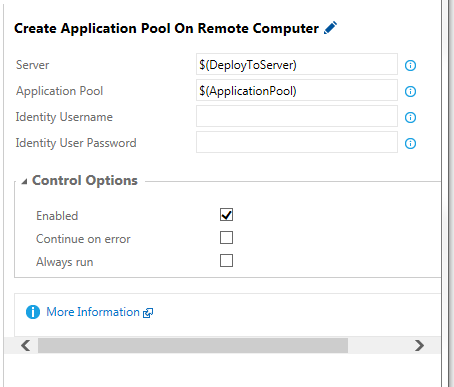 Create Application Pool On Remote Computer
Server $(DeployToServer)
Application Pool $(ApplicationPool)
Identity Username
Identity User Password
Control Options
Enabled
Continue on error
Always run
More Information